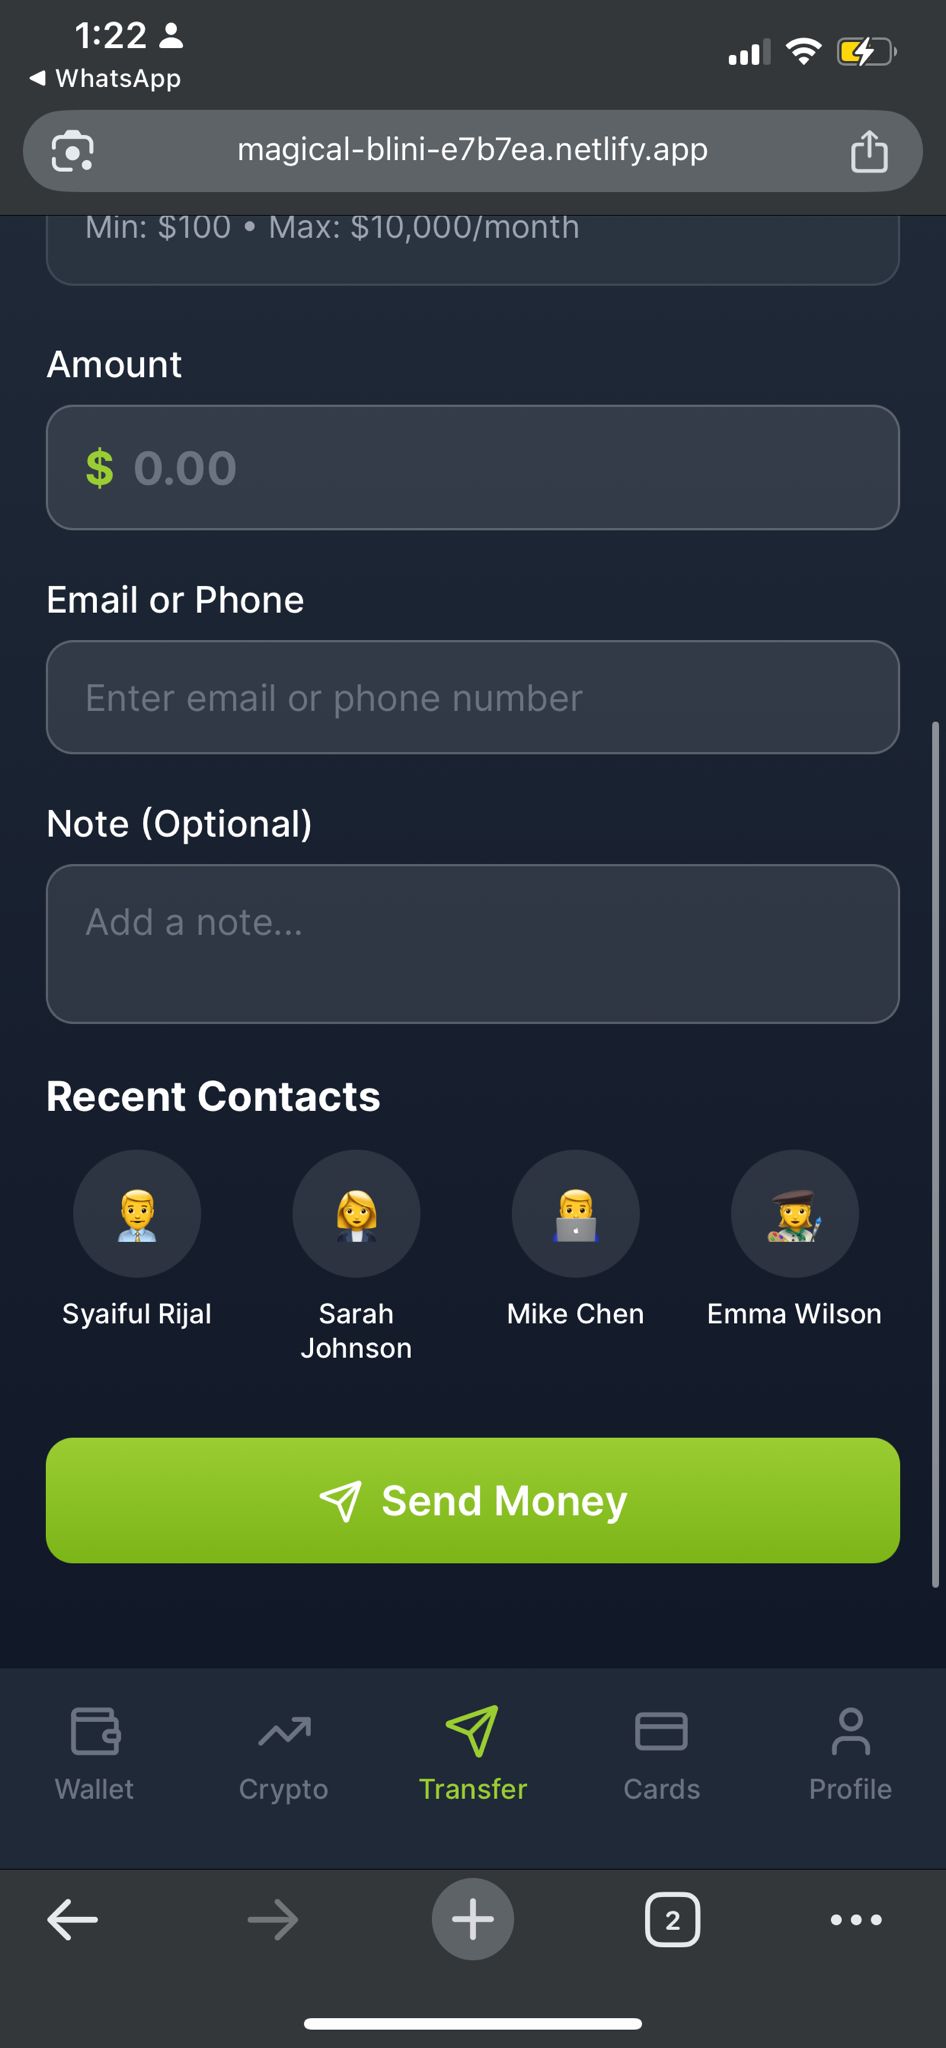 1:22
WhatsApp
magical-blini-e7b7ea.netlify.app
Min: $100 • Max: $10,000/month
Amount
$ 0.00
Email or Phone
Enter email or phone number
Note (Optional)
Add a note...
Recent Contacts
Syaiful Rijal
Sarah
Johnson
Mike Chen
Emma Wilson
Send Money
Wallet
Crypto
Transfer
Cards
Profile
2